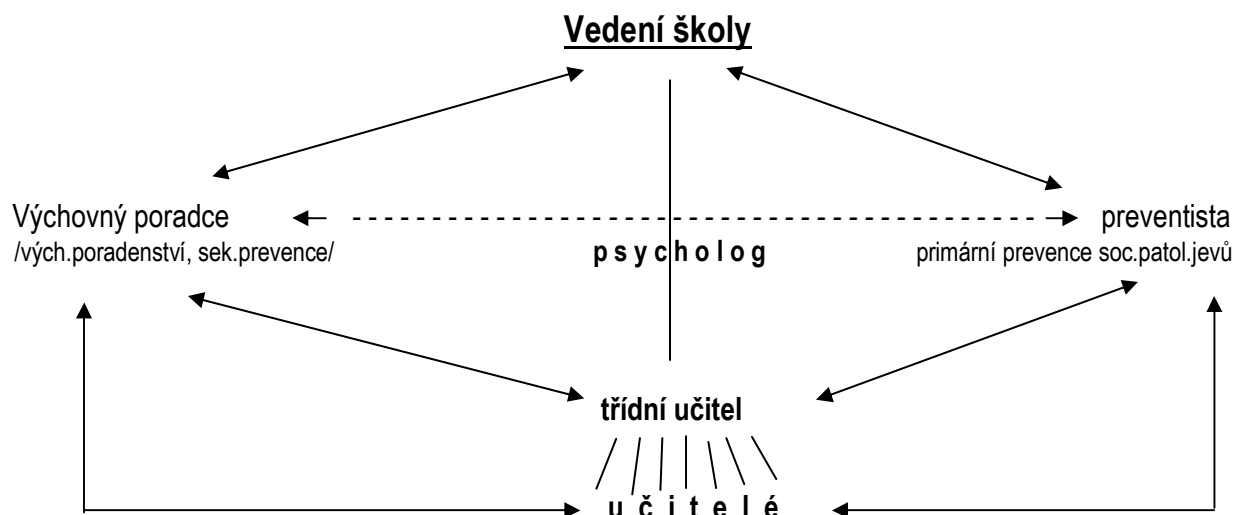 Vedení školy
Výchovný poradce
preventista
/vých.poradenství, sek.prevence/
p s y c h o l o g
primární prevence soc.patol.jevů
třídní učitel
u č i t e l é